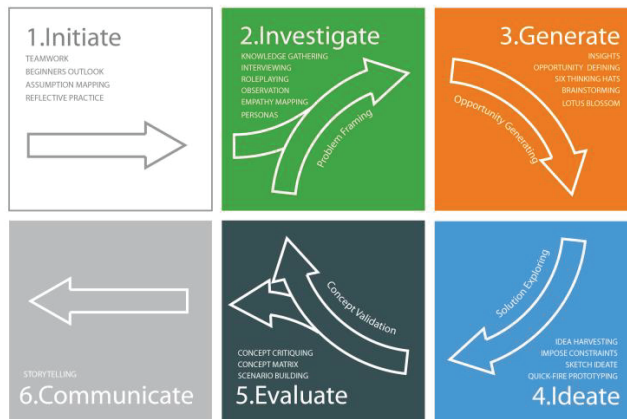 1.Initiate
TEAMWORK
BEGINNERS OUTLOOK
ASSUMPTION MAPPING
REFLECTIVE PRACTICE
2.Investigate
KNOWLEDGE GATHERING
INTERVIEWING
ROLEPLAYING
OBSERVATION
EMPATHY MAPPING
PERSONAS
Problem Framing
3.Generate
INSIGHTS
OPPORTUNITY DEFINING
SIX THINKING HATS
BRAINSTORMING
LOTUS BLOSSOM
Opportunity Generating
Solution Exploring
IDEA HARVESTING
IMPOSE CONSTRAINTS
SKETCH IDEATE
QUICK-FIRE PROTOTYPING
4.Ideate
Concept Validation
CONCEPT CRITIQUING
CONCEPT MATRIX
SCENARIO BUILDING
5.Evaluate
STORYTELLING
6.Communicate